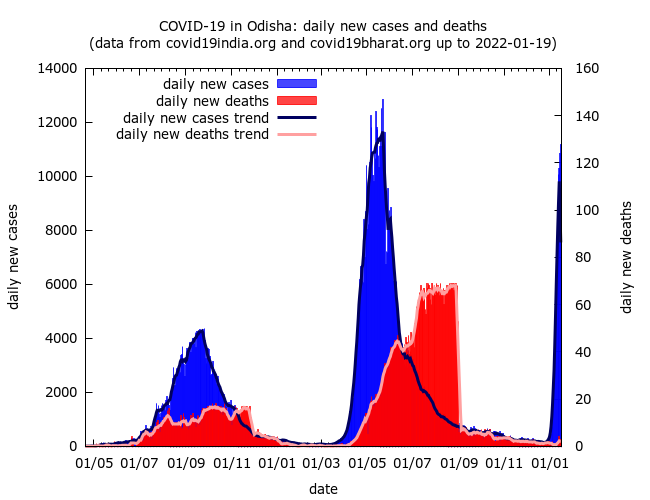 COVID-19 in Odisha: daily new cases and deaths
(data from covid19india.org and covid19bharat.org up to 2022-01-19)
14000
12000
10000
8000
6000
4000
2000
0
160
140
120
100
80
60
40
20
0
daily new cases
daily new deaths
daily new cases trend
daily new deaths trend
daily new cases
daily new deaths
01/05 01/07 01/09 01/11 01/01 01/03 01/05 01/07 01/09 01/11 01/01
date